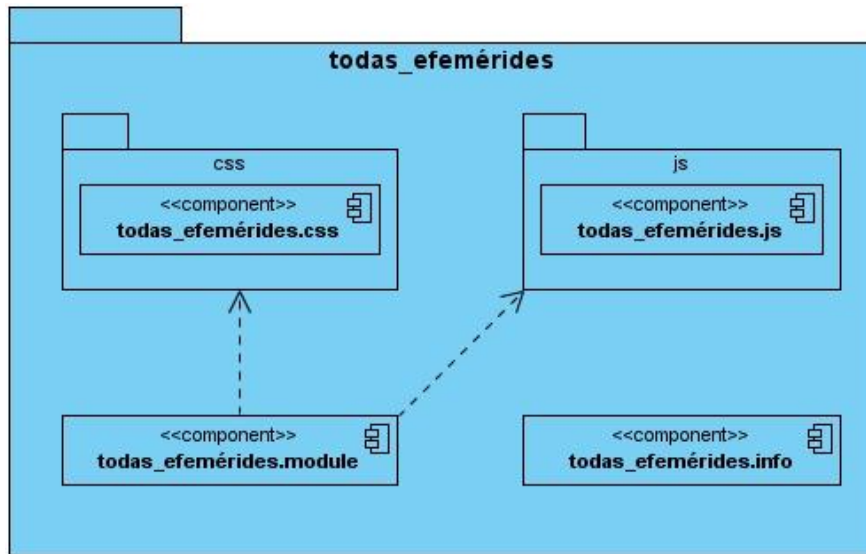 todas_efemérides
css
<<component>>
todas_efemérides.css
js
<<component>>
todas_efemérides.js
<<component>>
todas_efemérides.module
<<component>>
todas_efemérides.info